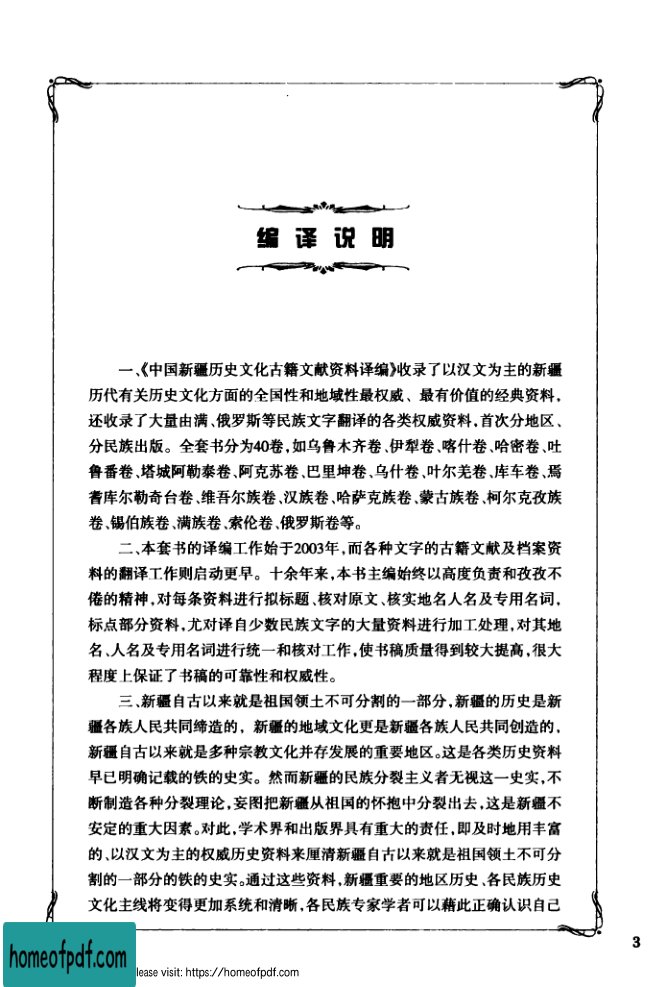 编译说明
一、《中国新疆历史文化古籍文献资料译编》收录了以汉文为主的新疆
历代有关历史文化方面的全国性和地域性最权威、最有价值的经典资料，
还收录了大量由满、俄罗斯等民族文字翻译的各类权威资料，首次分地区、
分民族出版。全套书分为40卷，如乌鲁木齐卷、伊犁卷、喀什卷、哈密卷、吐
鲁番卷、塔城阿勒泰卷、阿克苏卷、巴里坤卷、乌什卷、叶尔羌卷、库车卷、焉
耆库尔勒奇台卷、维吾尔族卷、汉族卷、哈萨克族卷、蒙古族卷、柯尔克孜族
卷、锡伯族卷、满族卷、索伦卷、俄罗斯卷等。
二、本套书的译编工作始于2003年，而各种文字的古籍文献及档案资
料的翻译工作则启动更早。十余年来，本书主编始终以高度负责和孜孜不
倦的精神，对每条资料进行拟标题、核对原文、核实地名人名及专用名词，
标点部分资料，尤对译自少数民族文字的大量资料进行加工处理，对其地
名、人名及专用名词进行统一和核对工作，使书稿质量得到较大提高，很大
程度上保证了书稿的可靠性和权威性。
三、新疆自古以来就是祖国领土不可分割的一部分，新疆的历史是新
疆各族人民共同缔造的，新疆的地域文化更是新疆各族人民共同创造的，
新疆自古以来就是多种宗教文化并存发展的重要地区。这是各类历史资料
早已明确记载的铁的史实。然而新疆的民族分裂主义者无视这一史实，不
断制造各种分裂理论，妄图把新疆从祖国的怀抱中分裂出去，这是新疆不
安定的重大因素。对此，学术界和出版界具有重大的责任，即及时地用丰富
的、以汉文为主的权威历史资料来厘清新疆自古以来就是祖国领土不可分
割的一部分的铁的史实。通过这些资料，新疆重要的地区历史、各民族历史
文化主线将变得更加系统和清晰，各民族专家学者可以藉此正确认识自己
3
homeofpdf.com
lease visit: https://homeofpdf.com